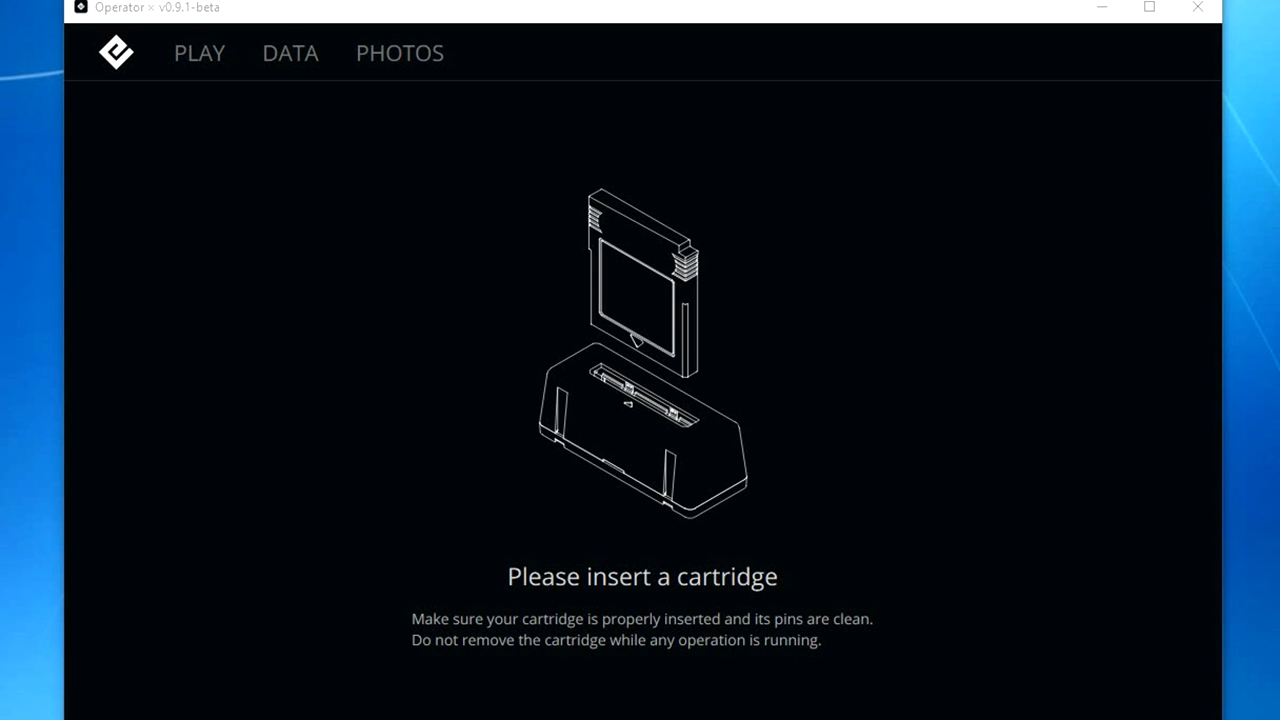 Operator × v0.9.1-beta
PLAY DATA PHOTOS
Please insert a cartridge
Make sure your cartridge is properly inserted and its pins are clean.
Do not remove the cartridge while any operation is running.